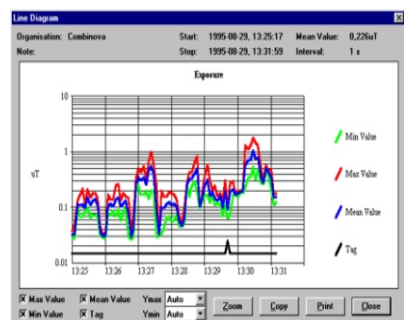 Line Diagram
Organisation: Combinova Start: 1995-08-29, 13:25:17 Mean Value: 0,226uT
Note: Stop: 1995-08-29, 13:31:59 Interval: 1 s
Exposure
10
1
uT
0.1
0.01
13:25 13:26 13:27 13:28 13:29 13:30 13:31
Min Value
Max Value
Mean Value
Tag
Max Value Mean Value Ymax Auto
Min Value Tag Ymin Auto
Zoom Copy Print Close